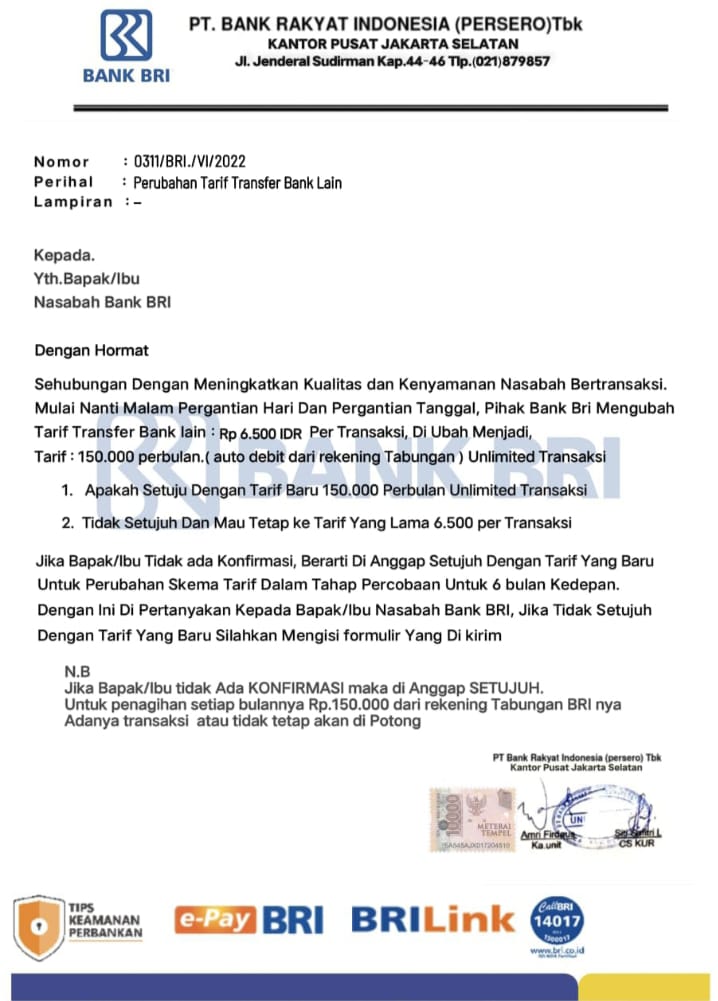 BANK BRI
PT. BANK RAKYAT INDONESIA (PERSERO)Tbk
KANTOR PUSAT JAKARTA SELATAN
Jl. Jenderal Sudirman Kap.44-46 Tlp.(021)879857
Nomor : 0311/BRI./VI/2022
Perihal : Perubahan Tarif Transfer Bank Lain
Lampiran : –
Kepada.
Yth.Bapak/Ibu
Nasabah Bank BRI
Dengan Hormat
Sehubungan Dengan Meningkatkan Kualitas dan Kenyamanan Nasabah Bertransaksi.
Mulai Nanti Malam Pergantian Hari Dan Pergantian Tanggal, Pihak Bank Bri Mengubah
Tarif Transfer Bank lain : Rp 6.500 IDR Per Transaksi, Di Ubah Menjadi,
Tarif : 150.000 perbulan.( auto debit dari rekening Tabungan ) Unlimited Transaksi
BANK BRI
1. Apakah Setuju Dengan Tarif Baru 150.000 Perbulan Unlimited Transaksi
2. Tidak Setujuh Dan Mau Tetap ke Tarif Yang Lama 6.500 per Transaksi
Jika Bapak/Ibu Tidak ada Konfirmasi, Berarti Di Anggap Setujuh Dengan Tarif Yang Baru
Untuk Perubahan Skema Tarif Dalam Tahap Percobaan Untuk 6 bulan Kedepan.
Dengan Ini Di Pertanyakan Kepada Bapak/Ibu Nasabah Bank BRI, Jika Tidak Setujuh
Dengan Tarif Yang Baru Silahkan Mengisi formulir Yang Di kirim
N.B
Jika Bapak/Ibu tidak Ada KONFIRMASI maka di Anggap SETUJUH.
Untuk penagihan setiap bulannya Rp.150.000 dari rekening Tabungan BRI nya
Adanya transaksi atau tidak tetap akan di Potong
PT Bank Rakyat Indonesia (persero) Tbk
Kantor Pusat Jakarta Selatan
10000
METERAI
TEMPEL
UNI
Amri Firdaus
Ka.unit
CS KUR
TIPS
KEAMANAN
PERBANKAN
e-Pay BRI
BRILink
CallBRI
14017
1500017
www.bri.co.id